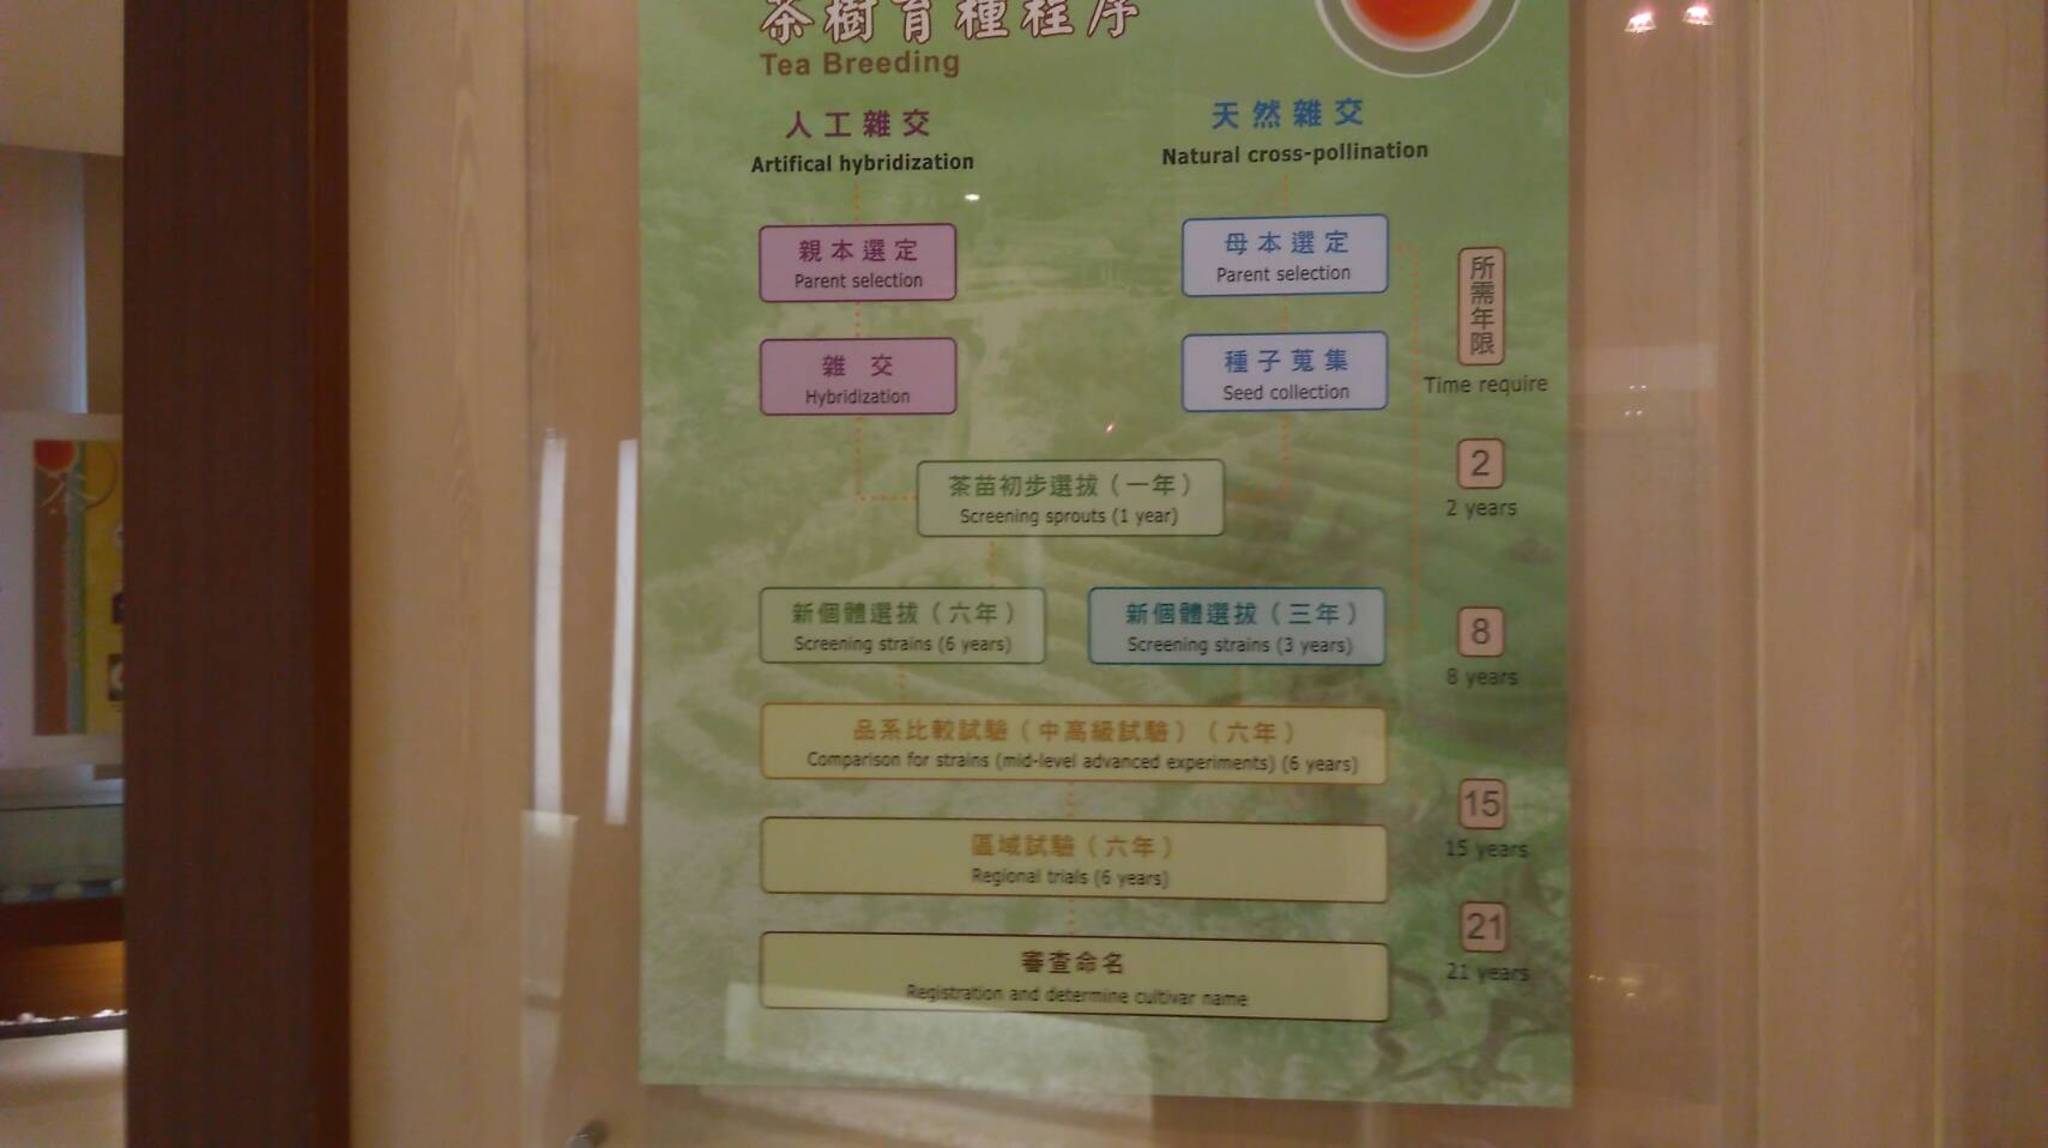 茶樹育種程序
Tea Breeding
人工雜交
Artifical hybridization
天然雜交
Natural cross-pollination
親本選定
Parent selection
母本選定
Parent selection
所需年限
Time require
雜交
Hybridization
種子蒐集
Seed collection
2
2 years
茶苗初步選拔（一年）
Screening sprouts (1 year)
新個體選拔（六年）
Screening strains (6 years)
新個體選拔（三年）
Screening strains (3 years)
8
8 years
品系比較試驗（中高級試驗）（六年）
Comparison for strains (mid-level advanced experiments) (6 years)
15
15 years
區域試驗（六年）
Regional trials (6 years)
21
21 years
審查命名
Registration and determine cultivar name